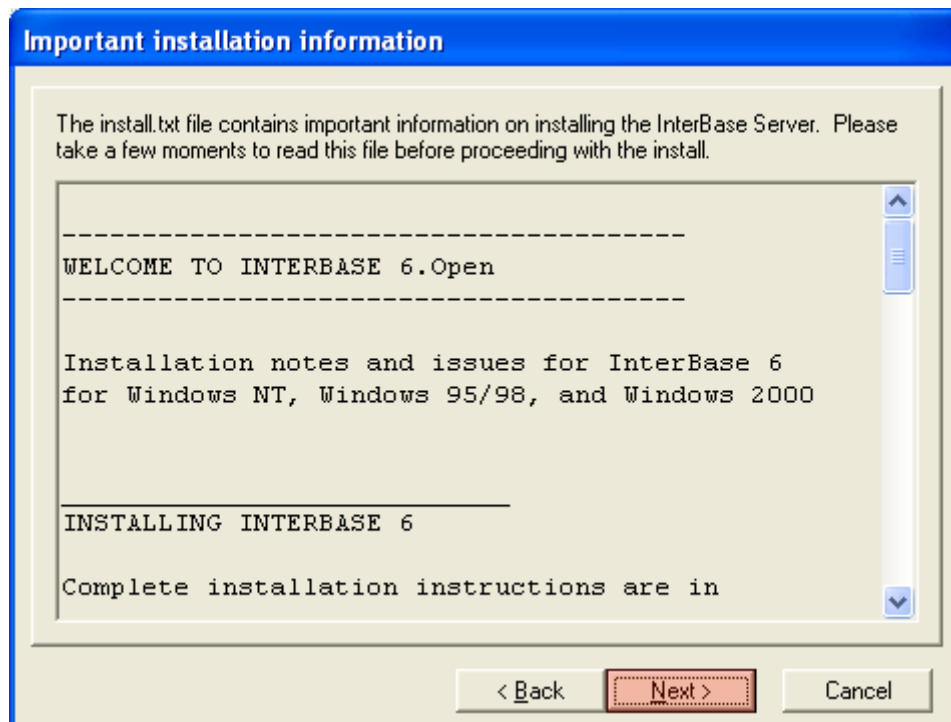 Important installation information
The install.txt file contains important information on installing the InterBase Server. Please
take a few moments to read this file before proceeding with the install.
----------------------------------------
WELCOME TO INTERBASE 6.Open
----------------------------------------
Installation notes and issues for InterBase 6
for Windows NT, Windows 95/98, and Windows 2000
_____________________________
INSTALLING INTERBASE 6
Complete installation instructions are in
< Back
Next >
Cancel